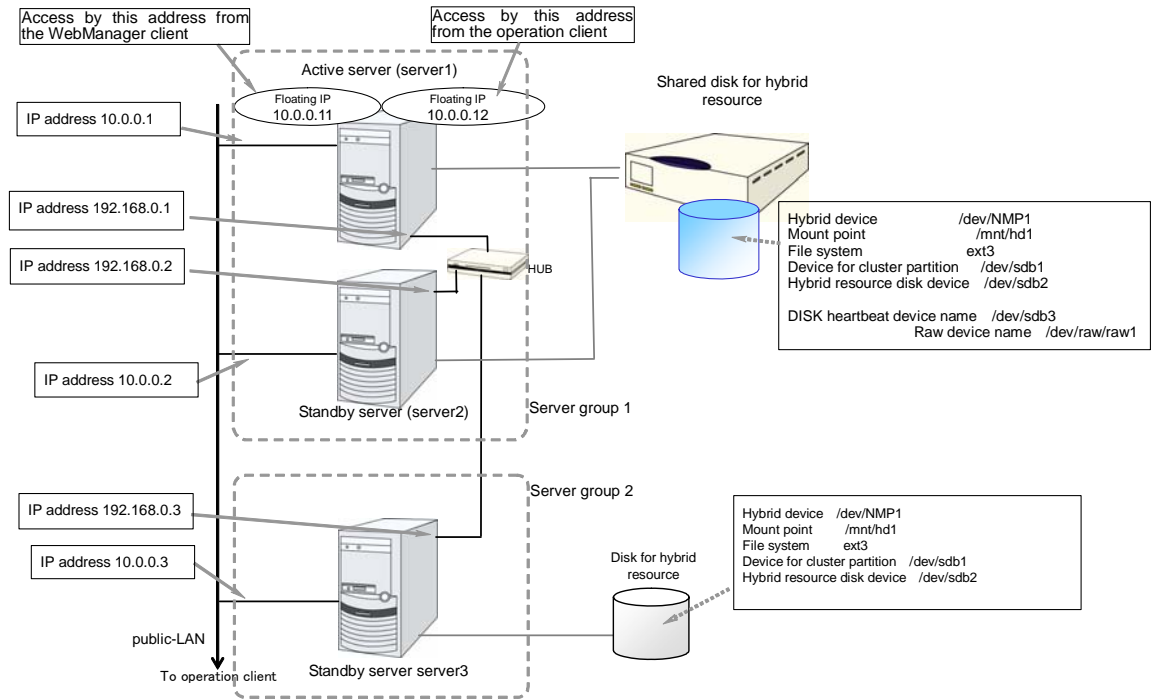 Access by this address from
the WebManager client
Access by this address
from the operation client
Active server (server1)
Floating IP
10.0.0.11
Floating IP
10.0.0.12
Shared disk for hybrid
resource
IP address 10.0.0.1
IP address 192.168.0.1
IP address 192.168.0.2
HUB
Hybrid device /dev/NMP1
Mount point /mnt/hd1
File system ext3
Device for cluster partition /dev/sdb1
Hybrid resource disk device /dev/sdb2
DISK heartbeat device name /dev/sdb3
Raw device name /dev/raw/raw1
IP address 10.0.0.2
Standby server (server2)
Server group 1
Server group 2
IP address 192.168.0.3
IP address 10.0.0.3
Disk for hybrid
resource
Hybrid device /dev/NMP1
Mount point /mnt/hd1
File system ext3
Device for cluster partition /dev/sdb1
Hybrid resource disk device /dev/sdb2
public-LAN
To operation client
Standby server server3